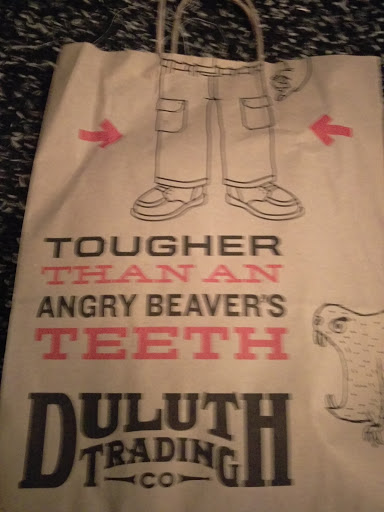 TOUGHER
THAN AN
ANGRY BEAVER'S
TEETH
DULUTH
TRADING
CO